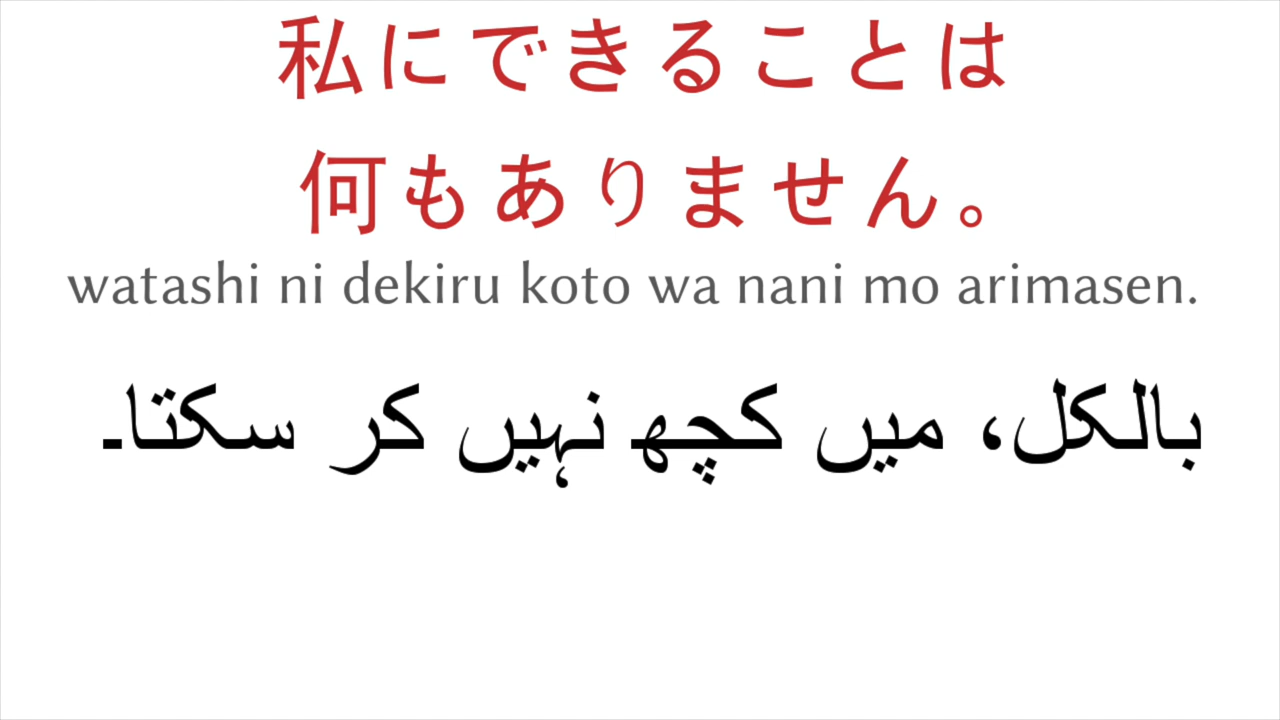 私にできることは
何もありません。
watashi ni dekiru koto wa nani mo arimasen.
بالکل، میں کچھ نہیں کر سکتا۔